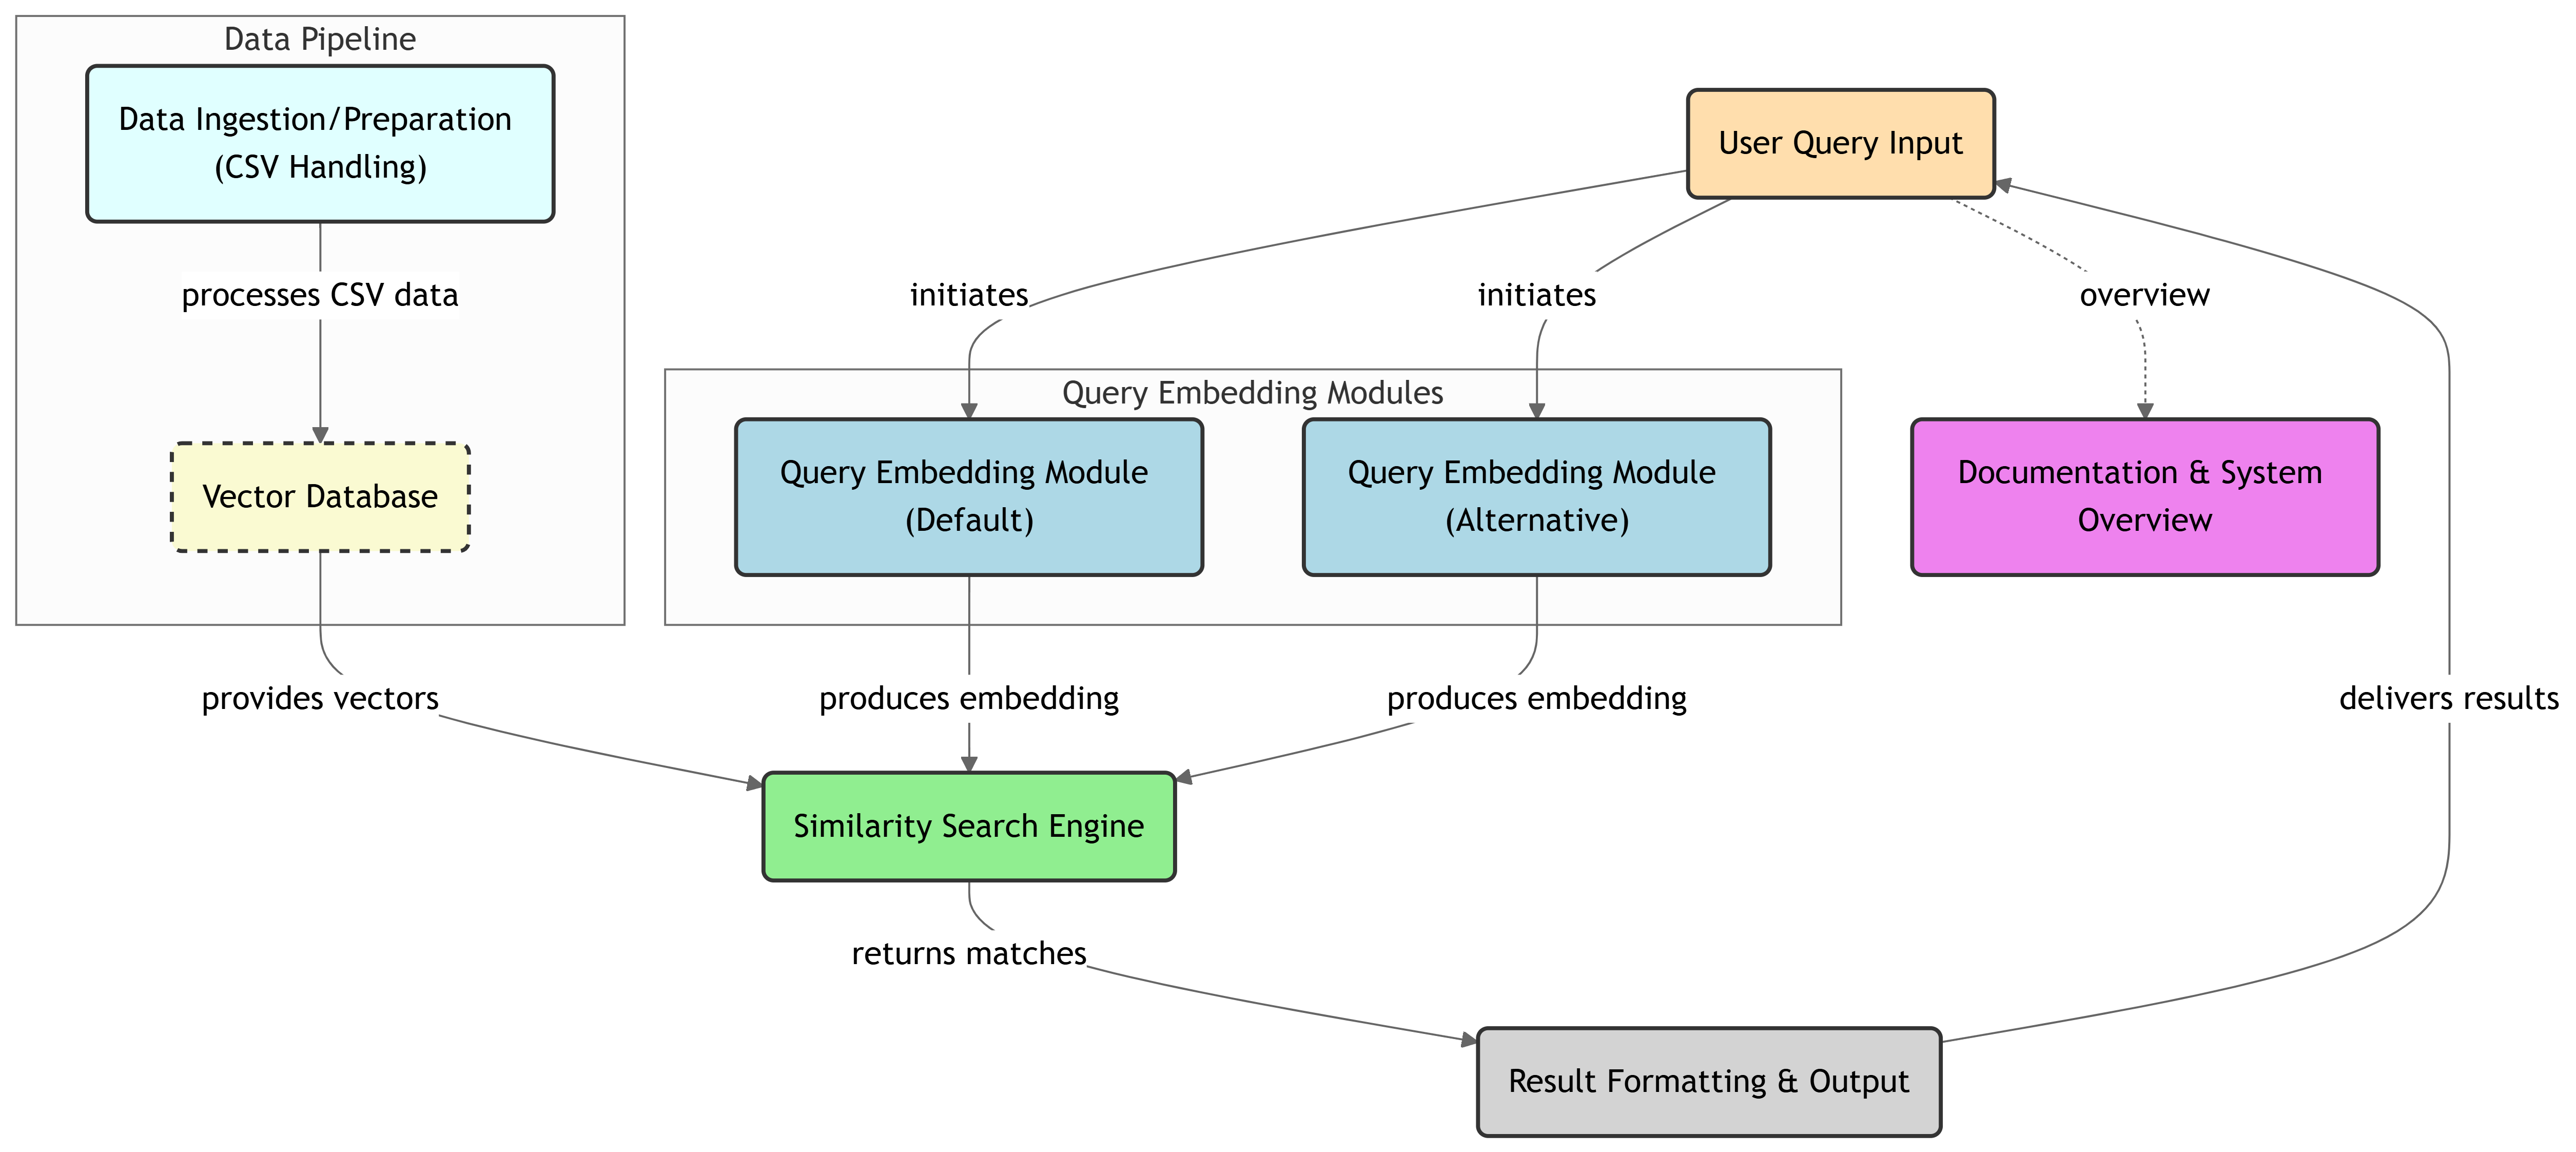 Data Pipeline
Data Ingestion/Preparation
(CSV Handling)
User Query Input
processes CSV data
initiates
initiates
overview
Query Embedding Modules
Vector Database
Query Embedding Module
(Default)
Query Embedding Module
(Alternative)
Documentation & System
Overview
provides vectors
produces embedding
produces embedding
delivers results
Similarity Search Engine
returns matches
Result Formatting & Output